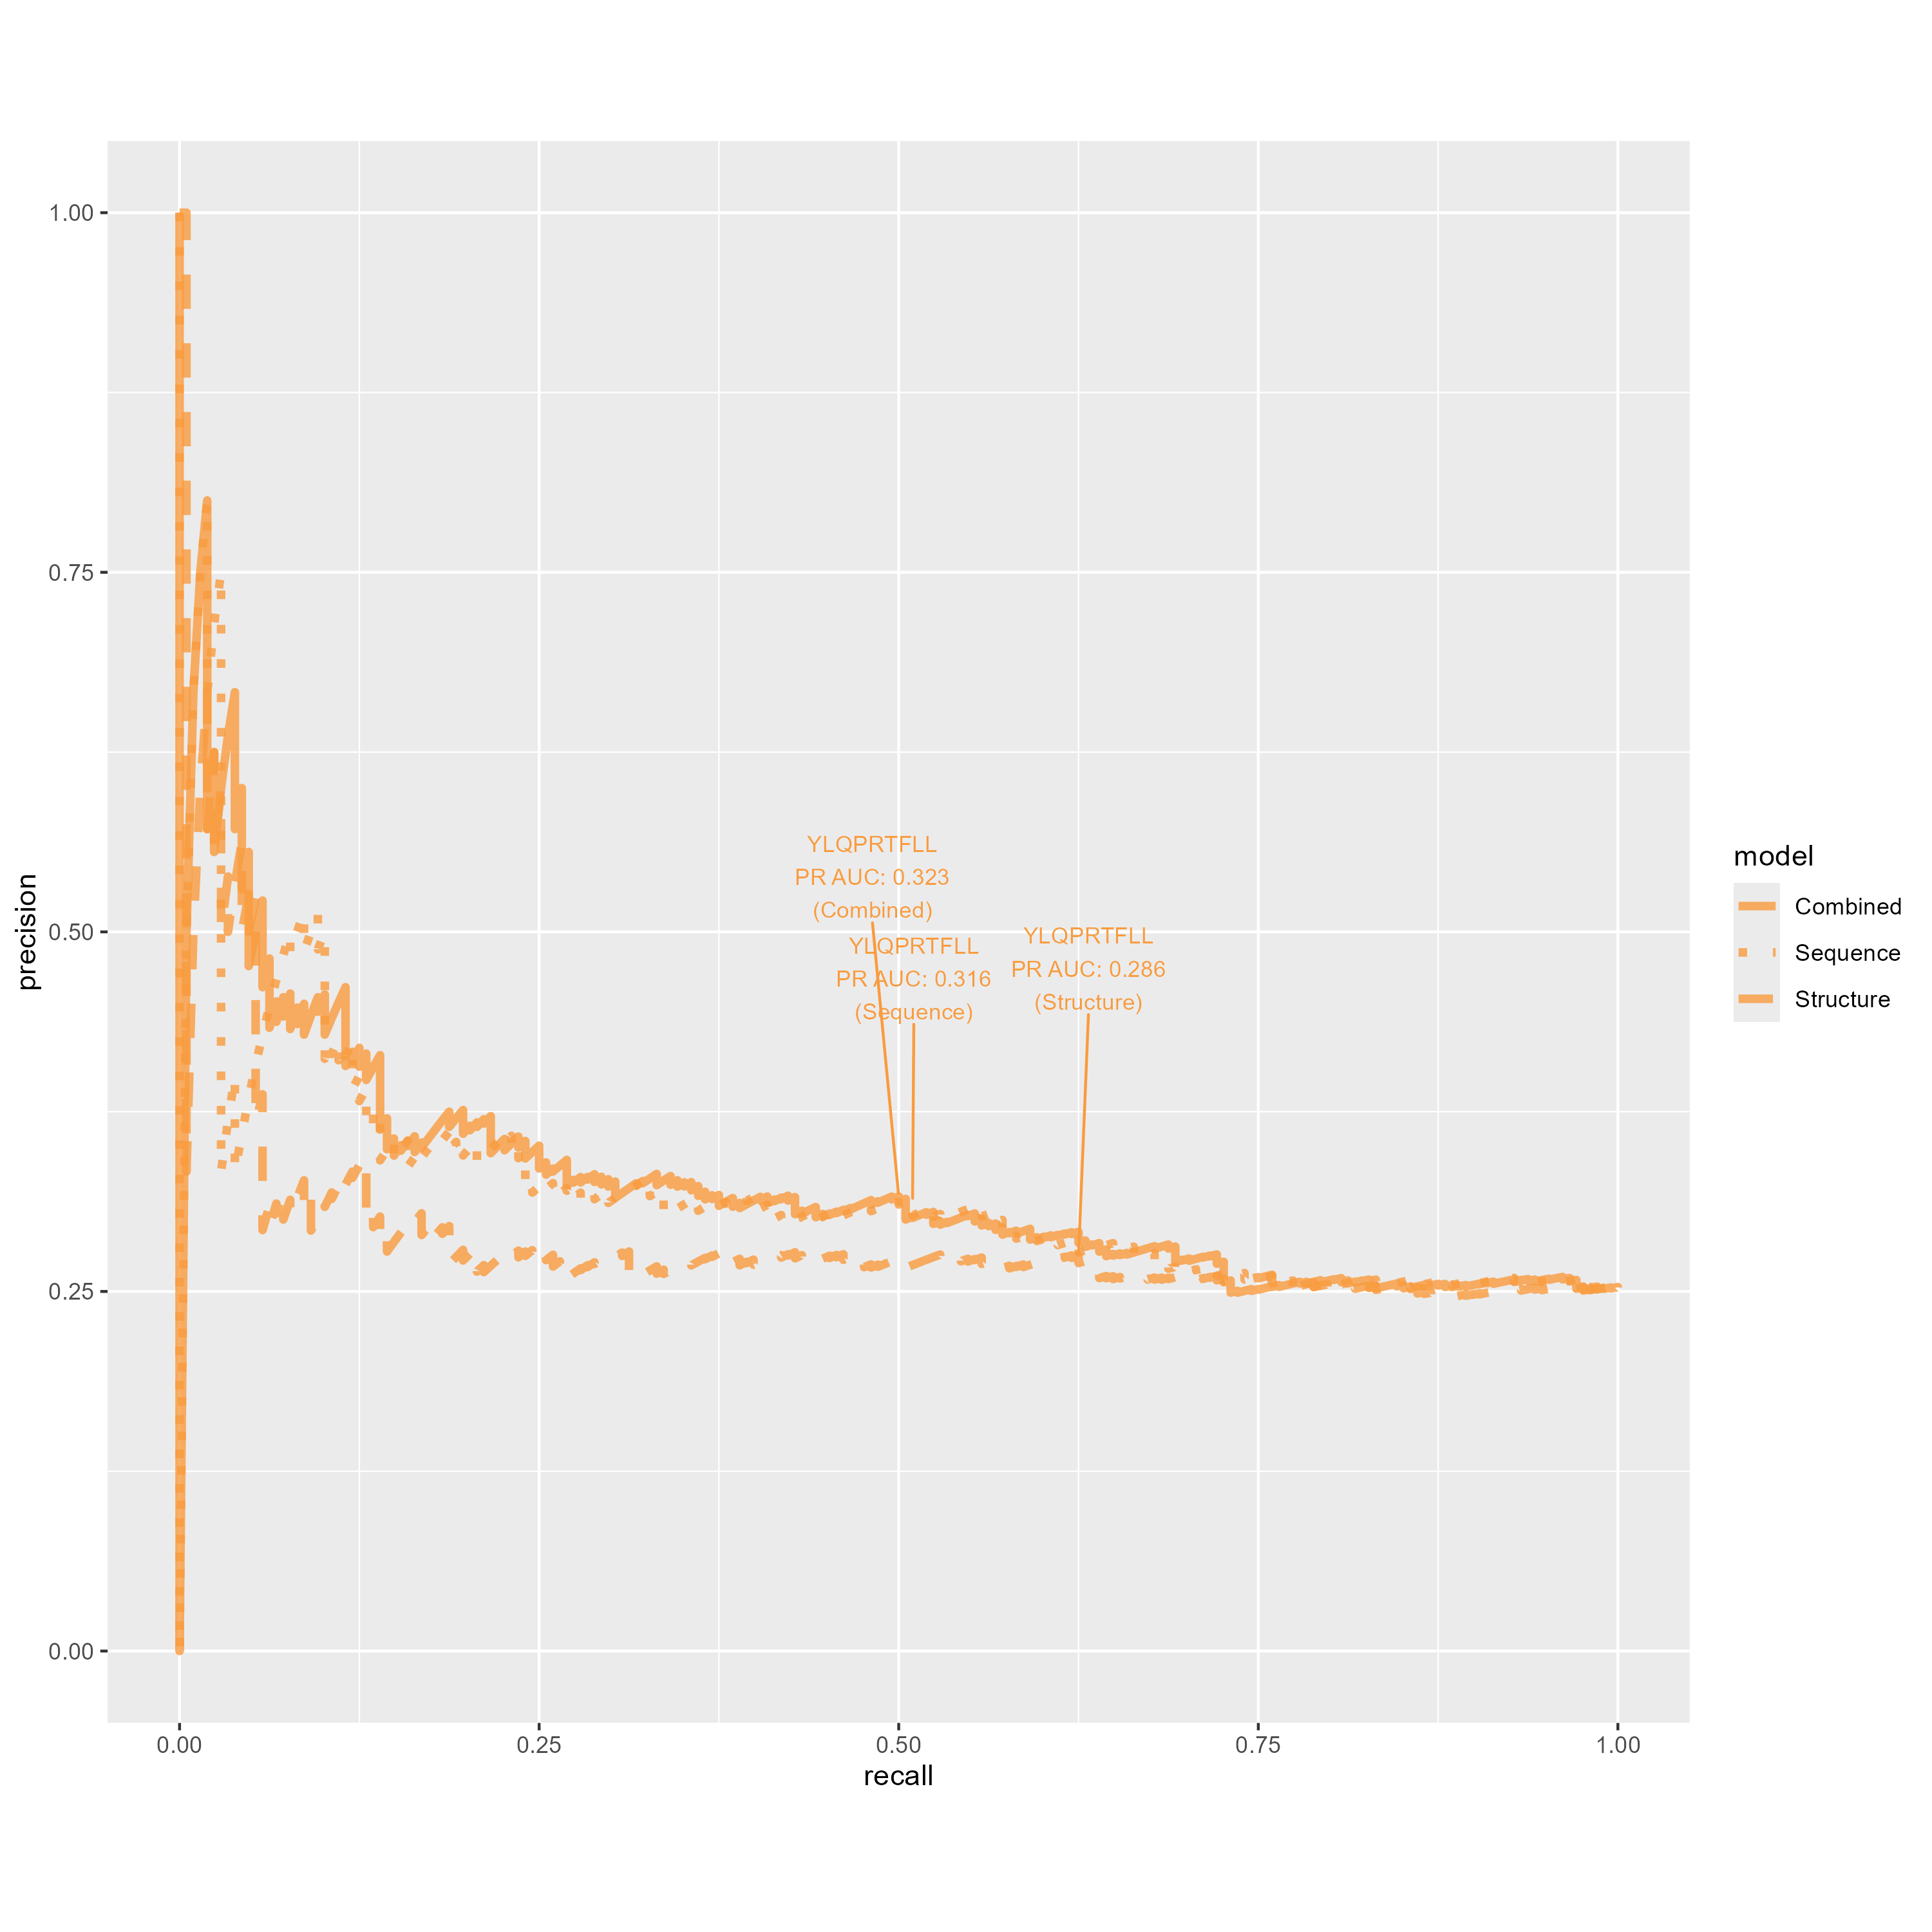 1.00
0.75
0.50
0.25
0.00
precision
YLQPRTFLL
PR AUC: 0.323
(Combined)
YLQPRTFLL
PR AUC: 0.316
(Sequence)
YLQPRTFLL
PR AUC: 0.286
(Structure)
0.00 0.25 0.50 0.75 1.00
recall
model
Combined
Sequence
Structure